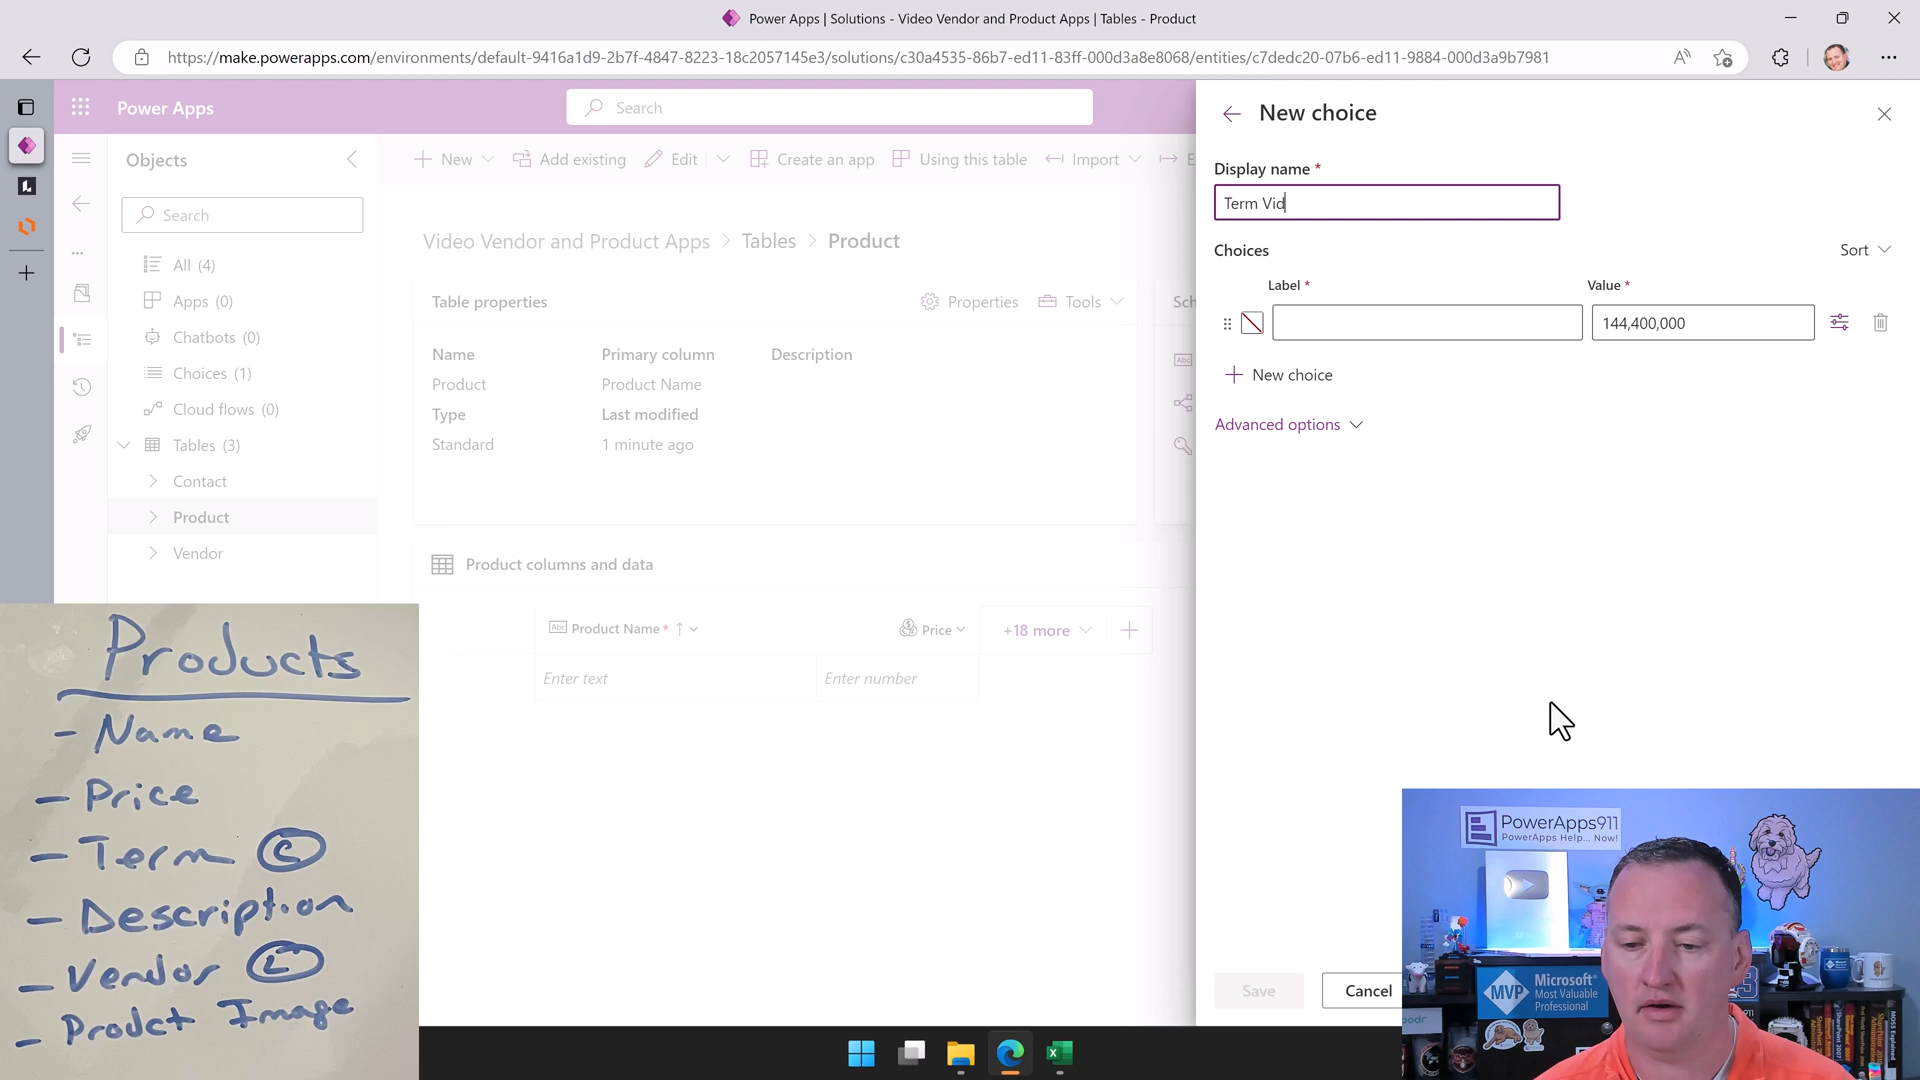 Power Apps | Solutions - Video Vendor and Product Apps | Tables - Product
https://make.powerapps.com/environments/default-9416a1d9-2b7f-4847-8223-18c2057145e3/solutions/c30a4535-86b7-ed11-83ff-000d3a8e8068/entities/c7dedc20-07b6-ed11-9884-000d3a9b7981
Power Apps
Search
Objects
Search
All (4)
Apps (0)
Chatbots (0)
Choices (1)
Cloud flows (0)
Tables (3)
Contact
Product
Vendor
New
Add existing
Edit
Create an app
Using this table
Import
E
Video Vendor and Product Apps > Tables > Product
Table properties
Properties
Tools
Sch
Name
Primary column
Description
Product
Product Name
Type
Last modified
Standard
1 minute ago
Product columns and data
Abc
Product Name * ↑
Price
+18 more
Enter text
Enter number
New choice
Display name *
Term Vid
Choices
Sort
Label *
Value *
144,400,000
New choice
Advanced options
Save
Cancel
Products
- Name
- Price
- Term C
- Description
- Vendor L
- Prodct Image
PowerApps911
PowerApps Help... Now!
Microsoft
MVP
Most Valuable
Professional